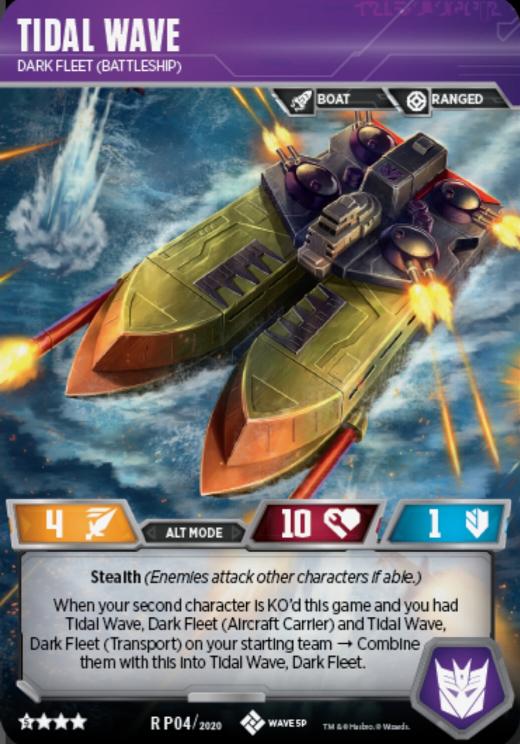 TIDAL WAVE
DARK FLEET (BATTLESHIP)
BOAT
RANGED
4
ALT MODE
10
1
Stealth (Enemies attack other characters if able.)
When your second character is KO'd this game and you had
Tidal Wave, Dark Fleet (Aircraft Carrier) and Tidal Wave,
Dark Fleet (Transport) on your starting team → Combine
them with this into Tidal Wave, Dark Fleet.
5
R P04/2020
WAVE SP
TM & © Hasbro. © Wizards.